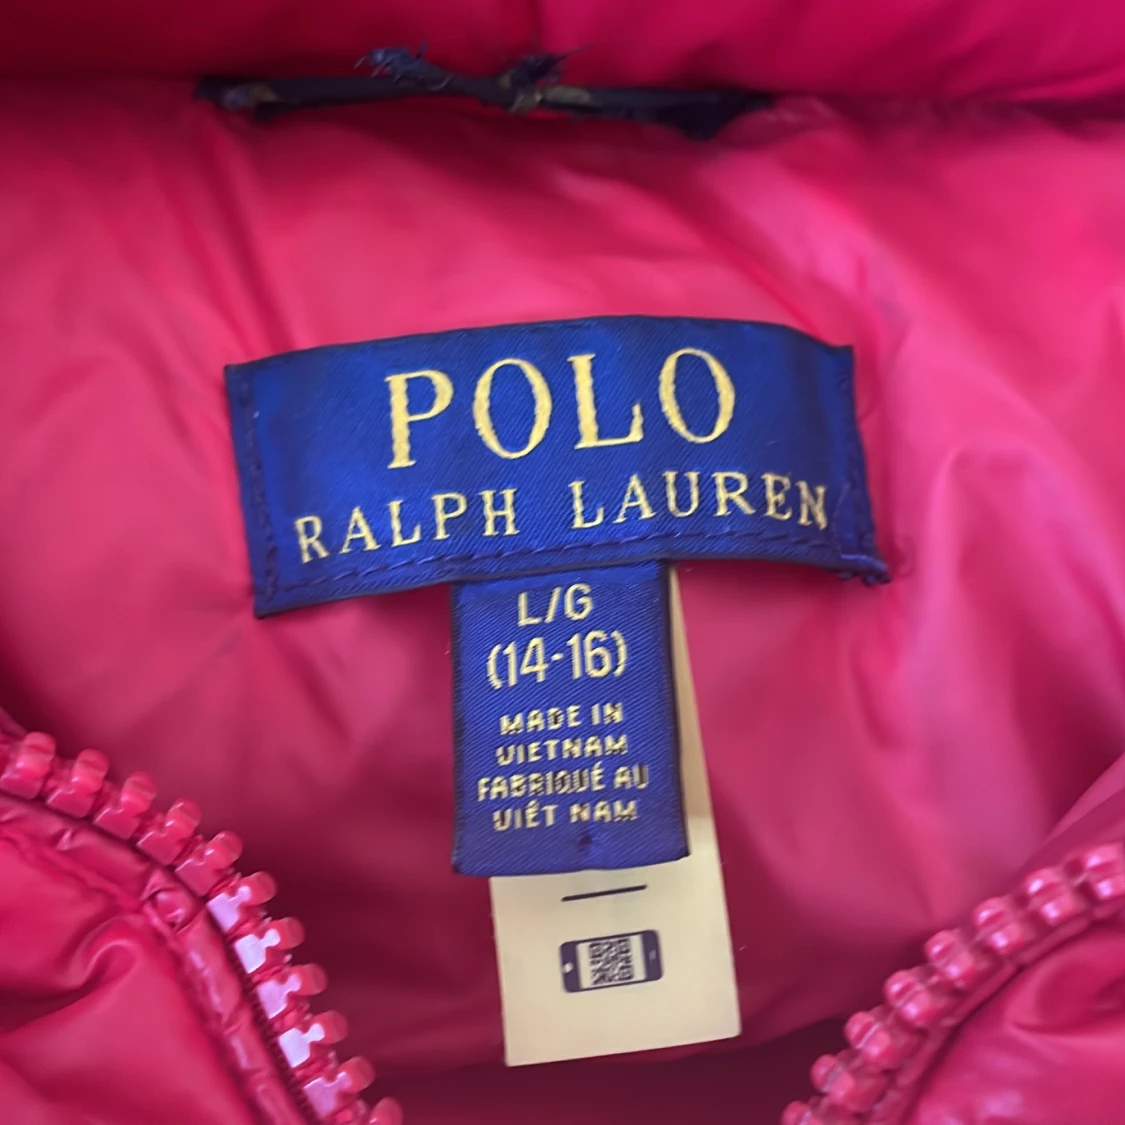 POLO
RALPH LAUREN
L/G
(14-16)
MADE IN
VIETNAM
FABRIQUÉ AU
VIÊT NAM